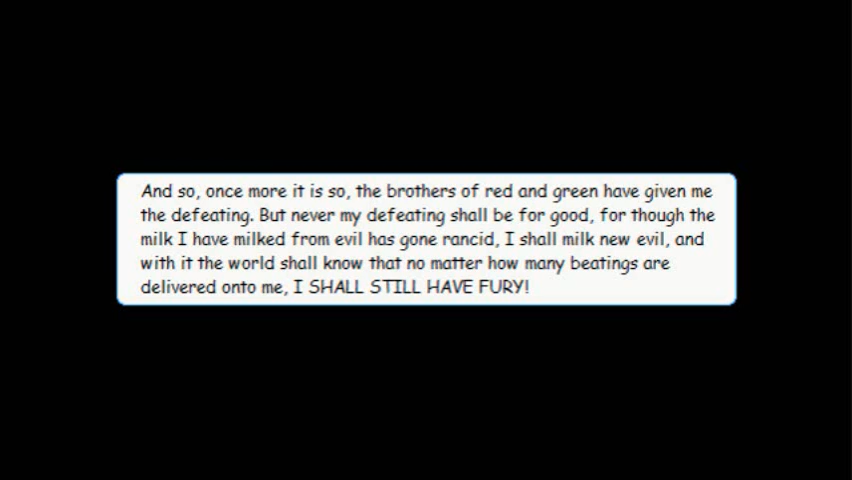 And so, once more it is so, the brothers of red and green have given me
the defeating. But never my defeating shall be for good, for though the
milk I have milked from evil has gone rancid, I shall milk new evil, and
with it the world shall know that no matter how many beatings are
delivered onto me, I SHALL STILL HAVE FURY!